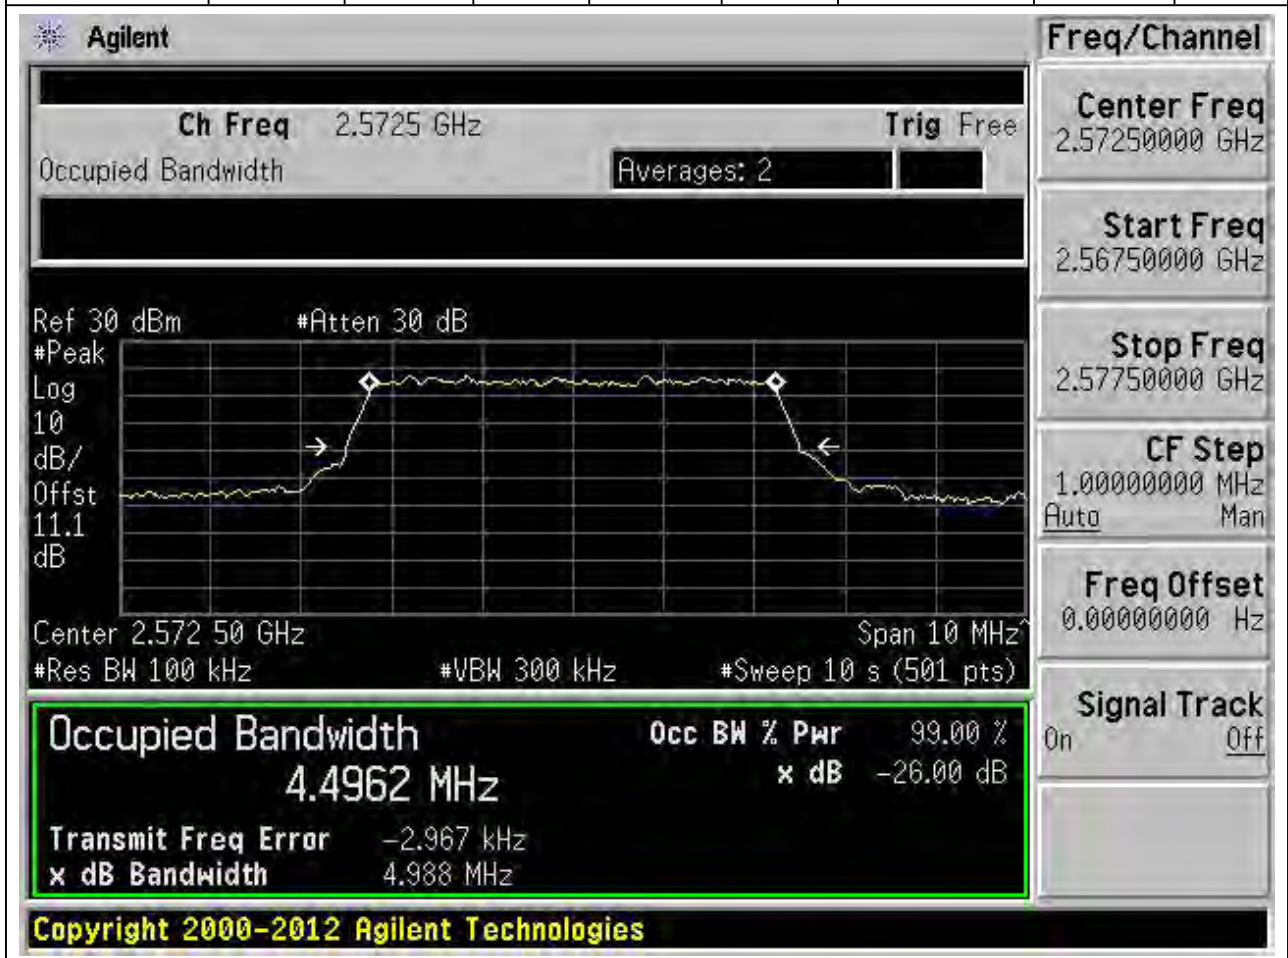 Agilent
Freq/Channel
Ch Freq 2.5725 GHz Trig Free
Occupied Bandwidth Averages: 2
Center Freq
2.57250000 GHz
Start Freq
2.56750000 GHz
Stop Freq
2.57750000 GHz
CF Step
1.00000000 MHz
Auto Man
Freq Offset
0.00000000 Hz
Signal Track
On Off
Ref 30 dBm #Atten 30 dB
#Peak
Log
10
dB/
Offst
11.1
dB
Center 2.572 50 GHz Span 10 MHz^
#Res BW 100 kHz #VBW 300 kHz #Sweep 10 s (501 pts)
Occupied Bandwidth Occ BW % Pwr 99.00 %
4.4962 MHz x dB -26.00 dB
Transmit Freq Error -2.967 kHz
x dB Bandwidth 4.988 MHz
Copyright 2000-2012 Agilent Technologies